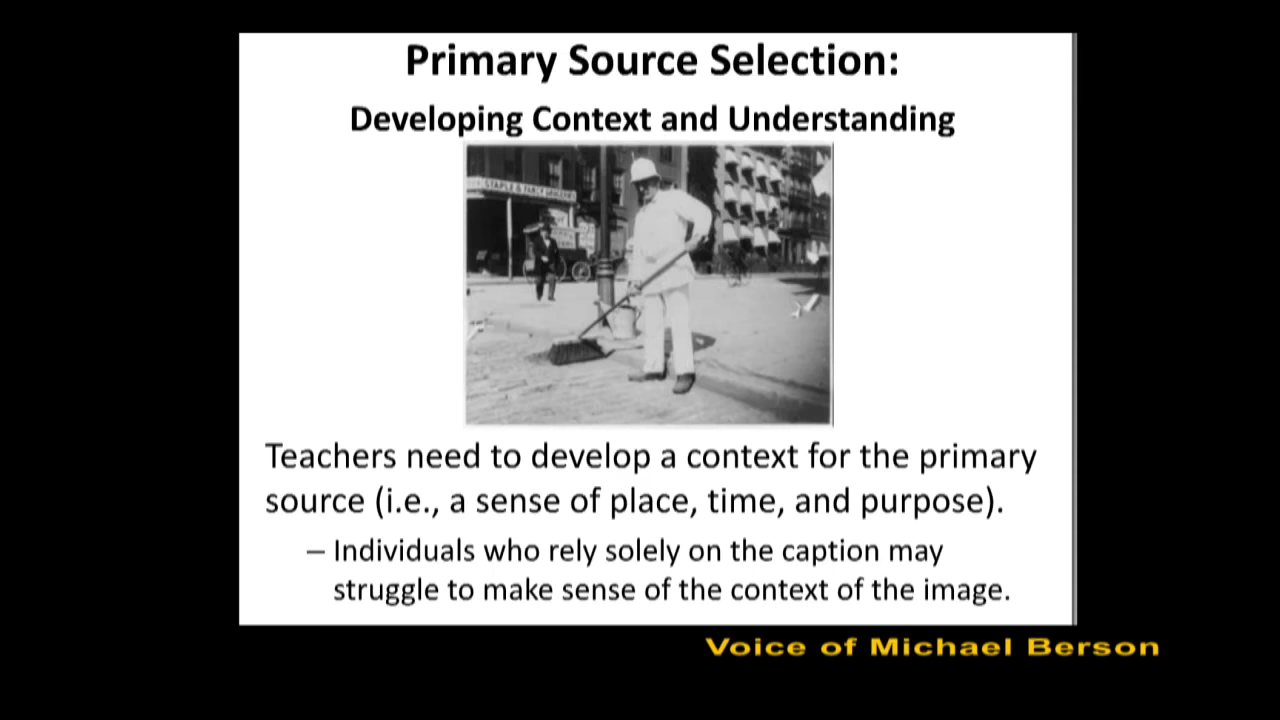 Primary Source Selection:
Developing Context and Understanding
Teachers need to develop a context for the primary
source (i.e., a sense of place, time, and purpose).
– Individuals who rely solely on the caption may
struggle to make sense of the context of the image.
Voice of Michael Berson